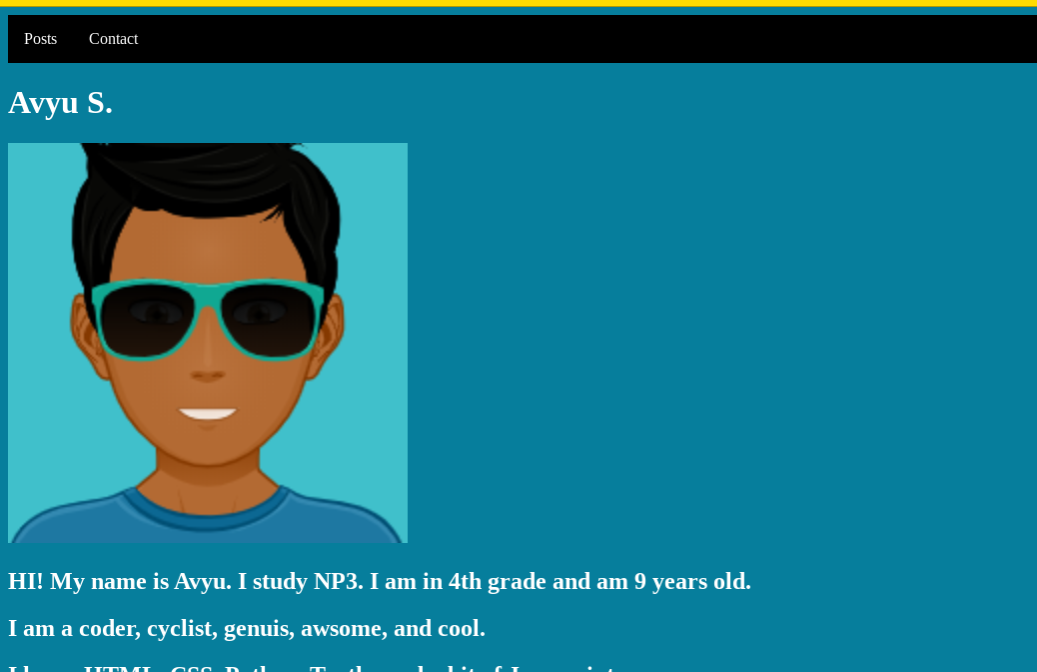 Posts Contact
Avyu S.
HI! My name is Avyu. I study NP3. I am in 4th grade and am 9 years old.
I am a coder, cyclist, genuis, awsome, and cool.